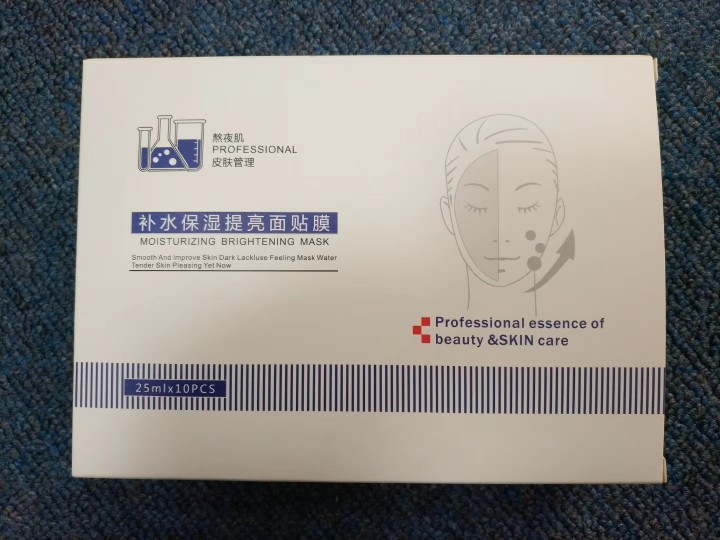 熬夜肌
PROFESSIONAL
皮肤管理
补水保湿提亮面贴膜
MOISTURIZING BRIGHTENING MASK
Smooth And Improve Skin Dark Lackluse Feeling Mask Water
Tender Skin Pleasing Yet Now
Professional essence of
beauty &SKIN care
25mlx10PCS